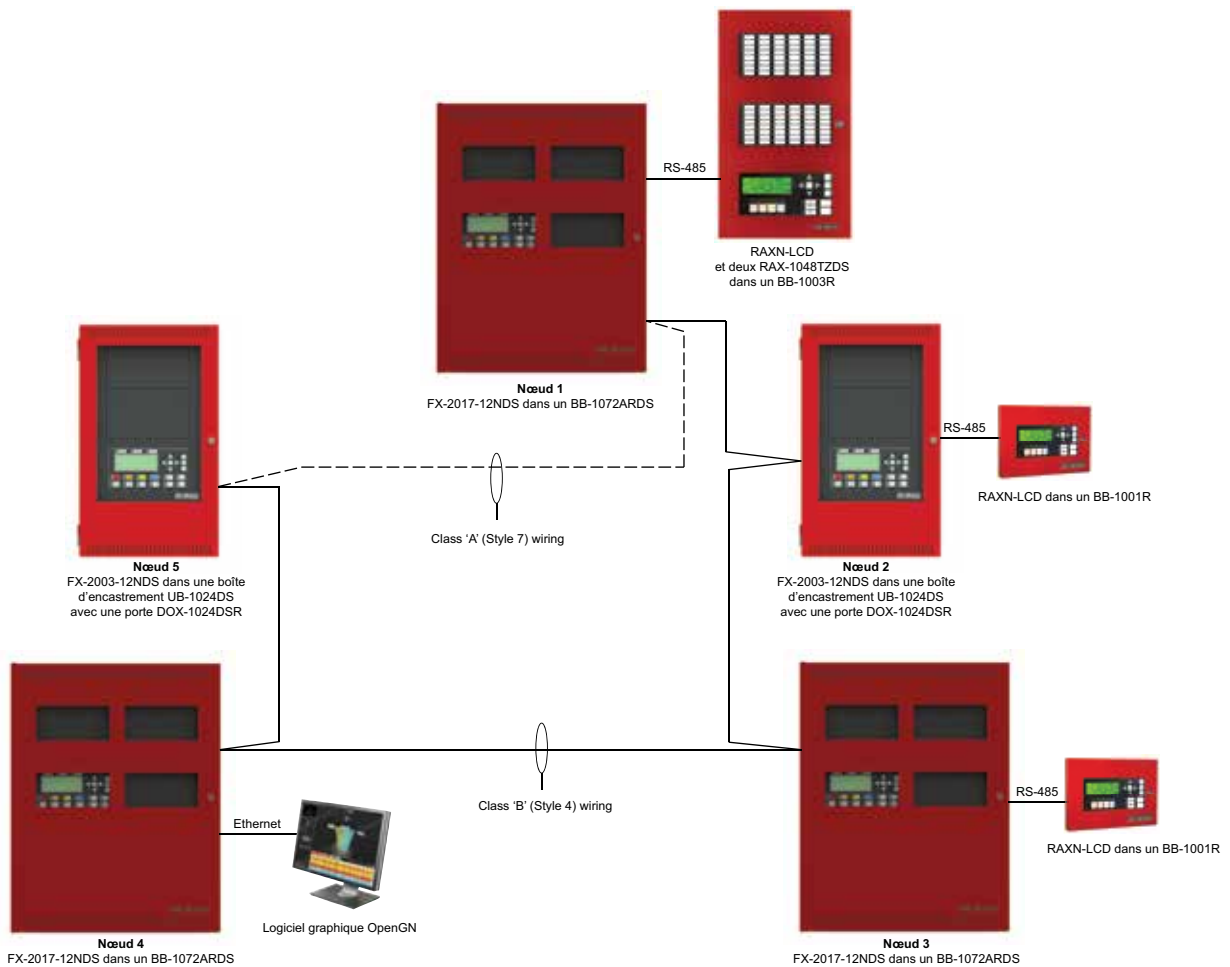 RS-485
RAXN-LCD
et deux RAX-1048TZDS
dans un BB-1003R
Nœud 1
FX-2017-12NDS dans un BB-1072ARDS
RS-485
RAXN-LCD dans un BB-1001R
Class ‘A’ (Style 7) wiring
Nœud 5
FX-2003-12NDS dans une boîte
d’encastrement UB-1024DS
avec une porte DOX-1024DSR
Nœud 2
FX-2003-12NDS dans une boîte
d’encastrement UB-1024DS
avec une porte DOX-1024DSR
Class ‘B’ (Style 4) wiring
Ethernet
Logiciel graphique OpenGN
RS-485
RAXN-LCD dans un BB-1001R
Nœud 4
FX-2017-12NDS dans un BB-1072ARDS
Nœud 3
FX-2017-12NDS dans un BB-1072ARDS